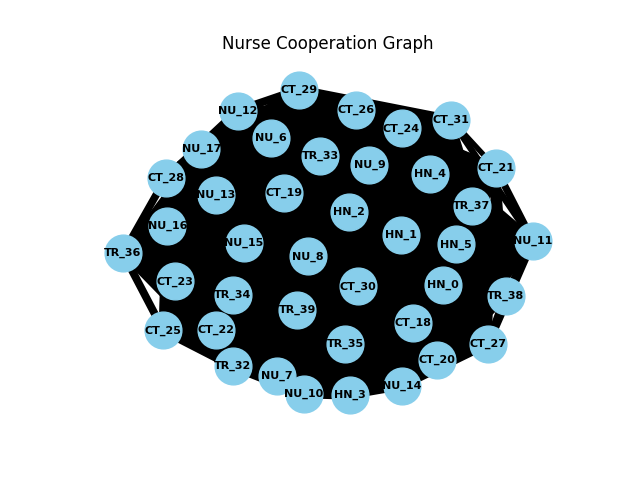 Nurse Cooperation Graph
CT_29
NU_12
CT_26
CT_31
CT_24
NU_6
NU_17
TR_33
NU_9
CT_21
HN_4
CT_28
NU_13
CT_19
TR_37
HN_2
NU_16
HN_1
NU_11
NU_15
HN_5
TR_36
NU_8
CT_23
HN_0
CT_30
TR_34
TR_38
TR_39
CT_18
CT_25
CT_22
TR_35
CT_27
CT_20
TR_32
NU_7
NU_14
NU_10
HN_3